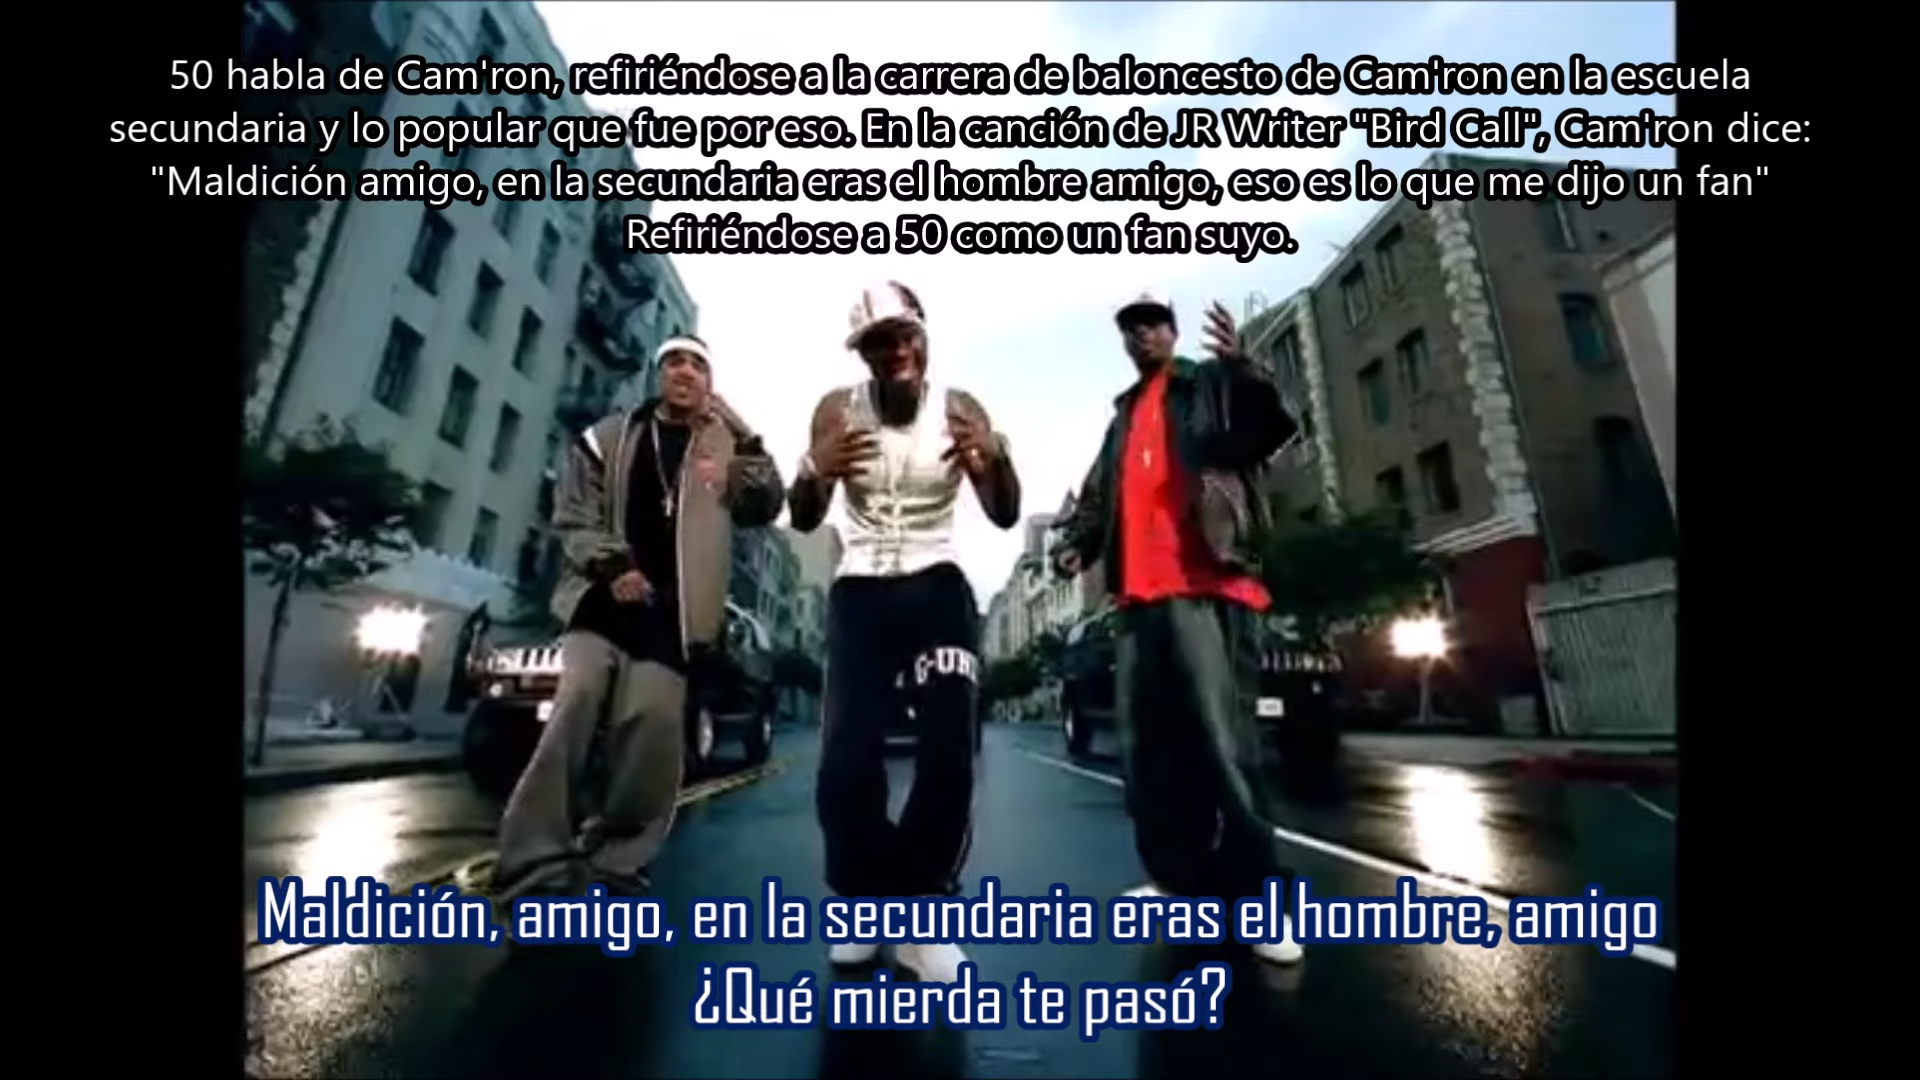 50 habla de Cam'ron, refiriéndose a la carrera de baloncesto de Cam'ron en la escuela
secundaria y lo popular que fue por eso. En la canción de JR Writer "Bird Call", Cam'ron dice:
"Maldición amigo, en la secundaria eras el hombre amigo, eso es lo que me dijo un fan"
Refiriéndose a 50 como un fan suyo.
G-UN
Maldición, amigo, en la secundaria eras el hombre, amigo
¿Qué mierda te pasó?